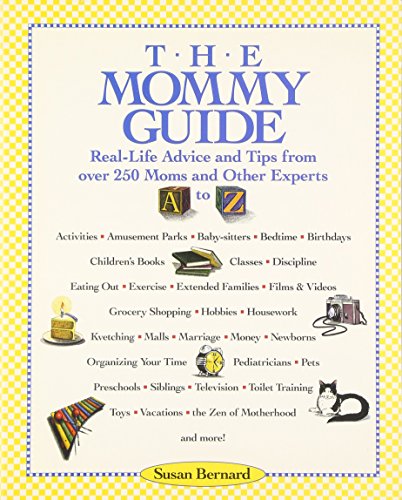 T·H·E
MOMMY
GUIDE
Real-Life Advice and Tips from
over 250 Moms and Other Experts
A to Z
Activities ▪ Amusement Parks ▪ Baby-sitters ▪ Bedtime ▪ Birthdays
Children's Books Classes ▪ Discipline
Eating Out ▪ Exercise ▪ Extended Families ▪ Films & Videos
Grocery Shopping ▪ Hobbies ▪ Housework
Kvetching ▪ Malls ▪ Marriage ▪ Money ▪ Newborns
Organizing Your Time Pediatricians ▪ Pets
Preschools ▪ Siblings ▪ Television ▪ Toilet Training
Toys ▪ Vacations ▪ the Zen of Motherhood
and more!
Susan Bernard